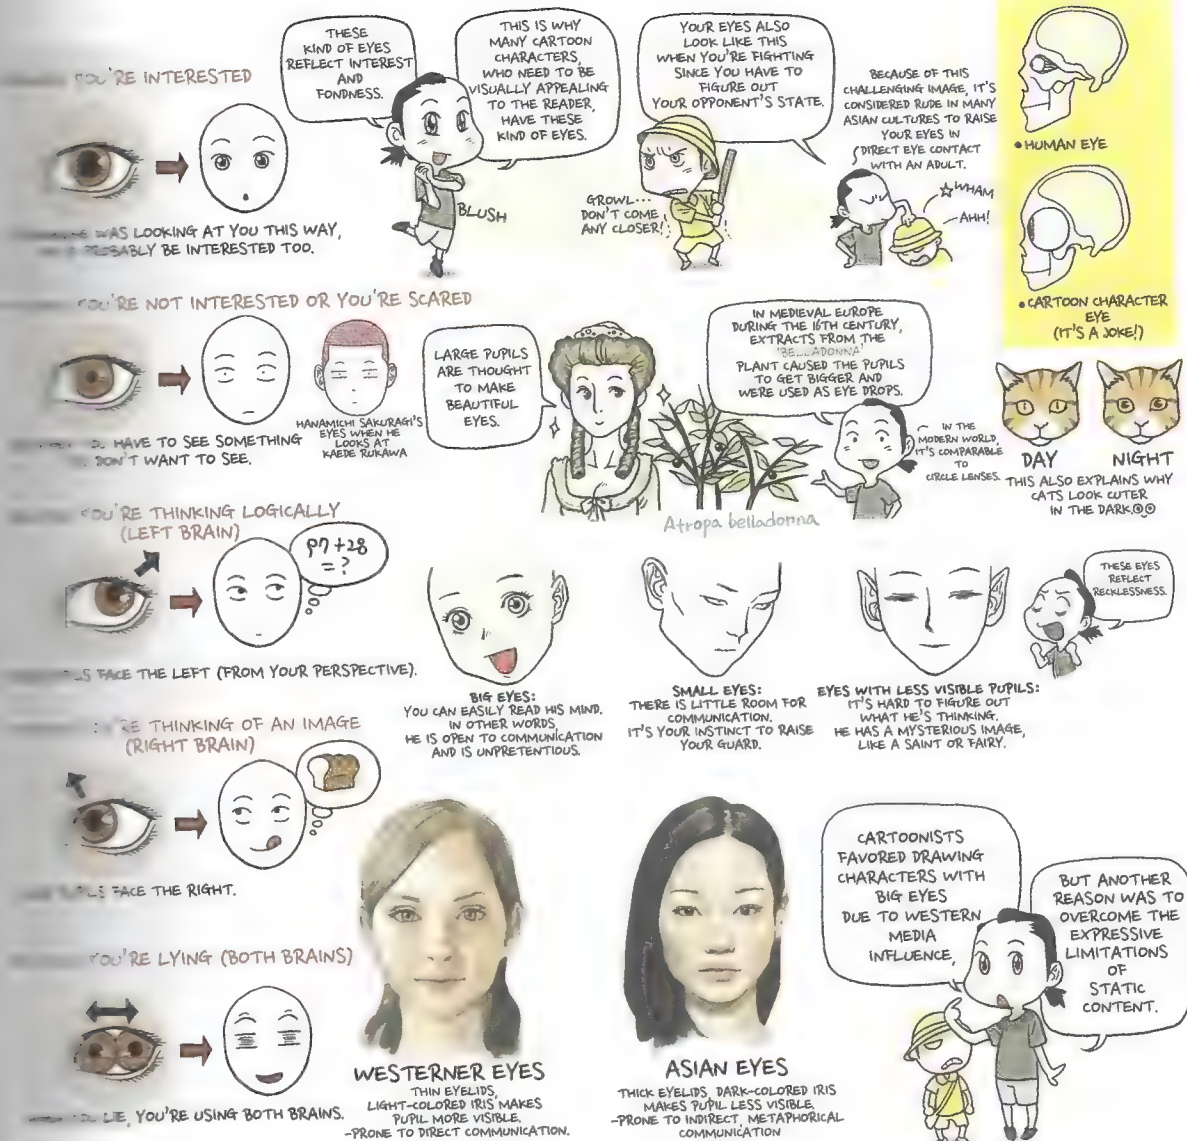 YOU'RE INTERESTED
WAS LOOKING AT YOU THIS WAY,
PROBABLY BE INTERESTED TOO.
THESE
KIND OF EYES
REFLECT INTEREST
AND
FONDNESS.
THIS IS WHY
MANY CARTOON
CHARACTERS,
WHO NEED TO BE
VISUALLY APPEALING
TO THE READER,
HAVE THESE
KIND OF EYES.
BLUSH
YOUR EYES ALSO
LOOK LIKE THIS
WHEN YOU'RE FIGHTING
SINCE YOU HAVE TO
FIGURE OUT
YOUR OPPONENT'S STATE.
GROWL...
DON'T COME
ANY CLOSER!
BECAUSE OF THIS
CHALLENGING IMAGE, IT'S
CONSIDERED RUDE IN MANY
ASIAN CULTURES TO RAISE
YOUR EYES IN
DIRECT EYE CONTACT
WITH AN ADULT.
☆WHAM
AHH!
• HUMAN EYE
• CARTOON CHARACTER
EYE
(IT'S A JOKE!)
YOU'RE NOT INTERESTED OR YOU'RE SCARED
HAVE TO SEE SOMETHING
DON'T WANT TO SEE.
HANAMICHI SAKURAGI'S
EYES WHEN HE
LOOKS AT
KAEDE RUKAWA
LARGE PUPILS
ARE THOUGHT
TO MAKE
BEAUTIFUL
EYES.
IN MEDIEVAL EUROPE
DURING THE 16TH CENTURY,
EXTRACTS FROM THE
PLANT CAUSED THE PUPILS
TO GET BIGGER AND
WERE USED AS EYE DROPS.
IN THE
MODERN WORLD,
IT'S COMPARABLE
TO
CIRCLE LENSES.
Atropa belladonna
DAY NIGHT
THIS ALSO EXPLAINS WHY
CATS LOOK CUTER
IN THE DARK.
YOU'RE THINKING LOGICALLY
(LEFT BRAIN)
97+28
=?
FACE THE LEFT (FROM YOUR PERSPECTIVE).
BIG EYES:
YOU CAN EASILY READ HIS MIND.
IN OTHER WORDS,
HE IS OPEN TO COMMUNICATION
AND IS UNPRETENTIOUS.
SMALL EYES:
THERE IS LITTLE ROOM FOR
COMMUNICATION.
IT'S YOUR INSTINCT TO RAISE
YOUR GUARD.
EYES WITH LESS VISIBLE PUPILS:
IT'S HARD TO FIGURE OUT
WHAT HE'S THINKING.
HE HAS A MYSTERIOUS IMAGE,
LIKE A SAINT OR FAIRY.
THESE EYES
REFLECT
RECKLESSNESS.
THINKING OF AN IMAGE
(RIGHT BRAIN)
FACE THE RIGHT.
YOU'RE LYING (BOTH BRAINS)
LIE, YOU'RE USING BOTH BRAINS.
WESTERNER EYES
THIN EYELIDS,
LIGHT-COLORED IRIS MAKES
PUPIL MORE VISIBLE.
-PRONE TO DIRECT COMMUNICATION.
ASIAN EYES
THICK EYELIDS, DARK-COLORED IRIS
MAKES PUPIL LESS VISIBLE.
-PRONE TO INDIRECT, METAPHORICAL
COMMUNICATION
CARTOONISTS
FAVORED DRAWING
CHARACTERS WITH
BIG EYES
DUE TO WESTERN
MEDIA
INFLUENCE,
BUT ANOTHER
REASON WAS TO
OVERCOME THE
EXPRESSIVE
LIMITATIONS
OF
STATIC
CONTENT.